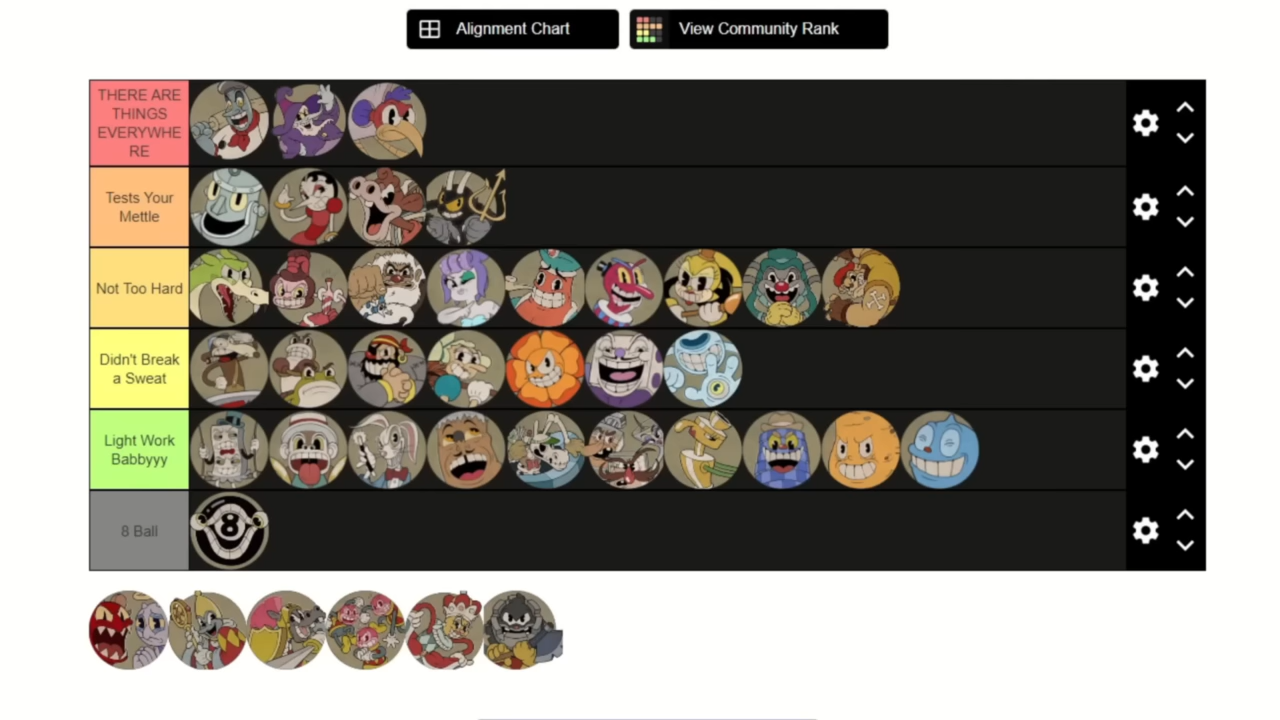 Alignment Chart
View Community Rank
THERE ARE
THINGS
EVERYWHE
RE
Tests Your
Mettle
Not Too Hard
Didn't Break
a Sweat
Light Work
Babbyyy
8 Ball
8